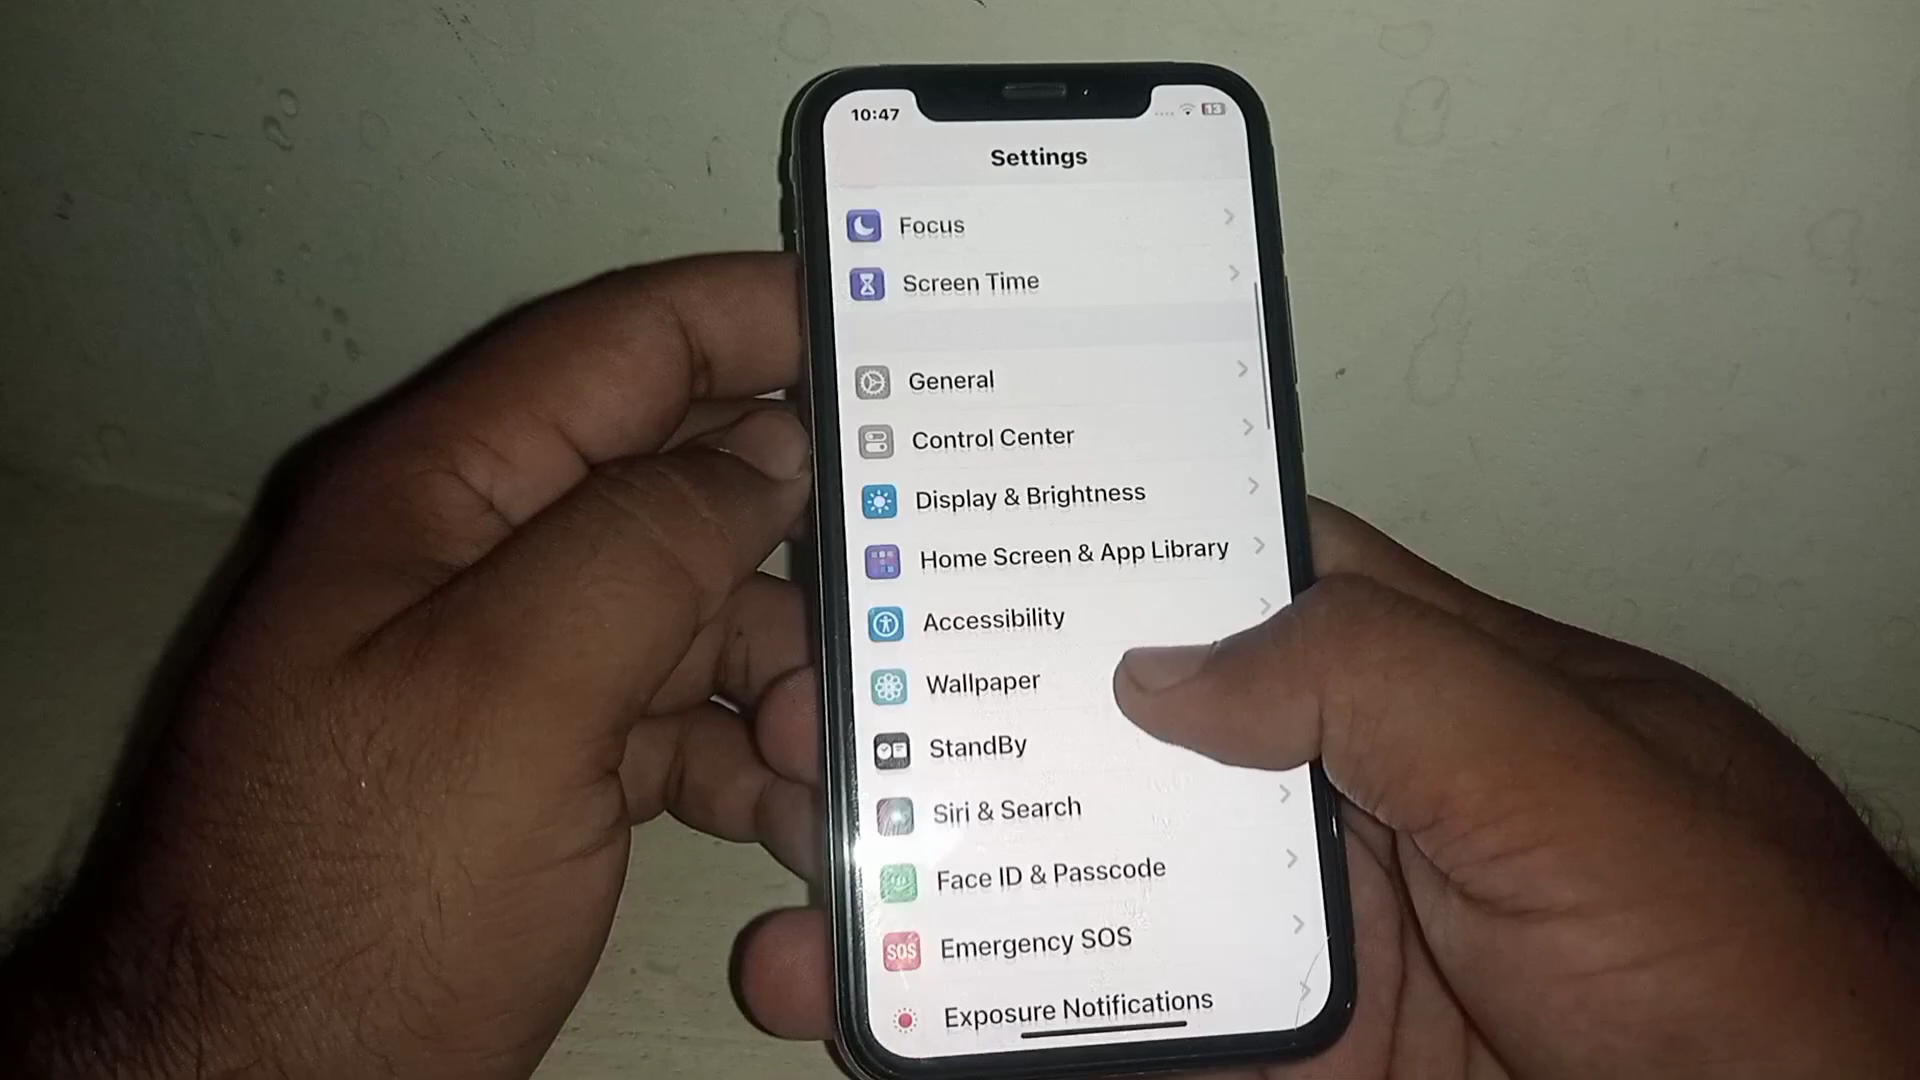 10:47
13
Settings
Focus
Screen Time
General
Control Center
Display & Brightness
Home Screen & App Library
Accessibility
Wallpaper
StandBy
Siri & Search
Face ID & Passcode
SOS
Emergency SOS
Exposure Notifications